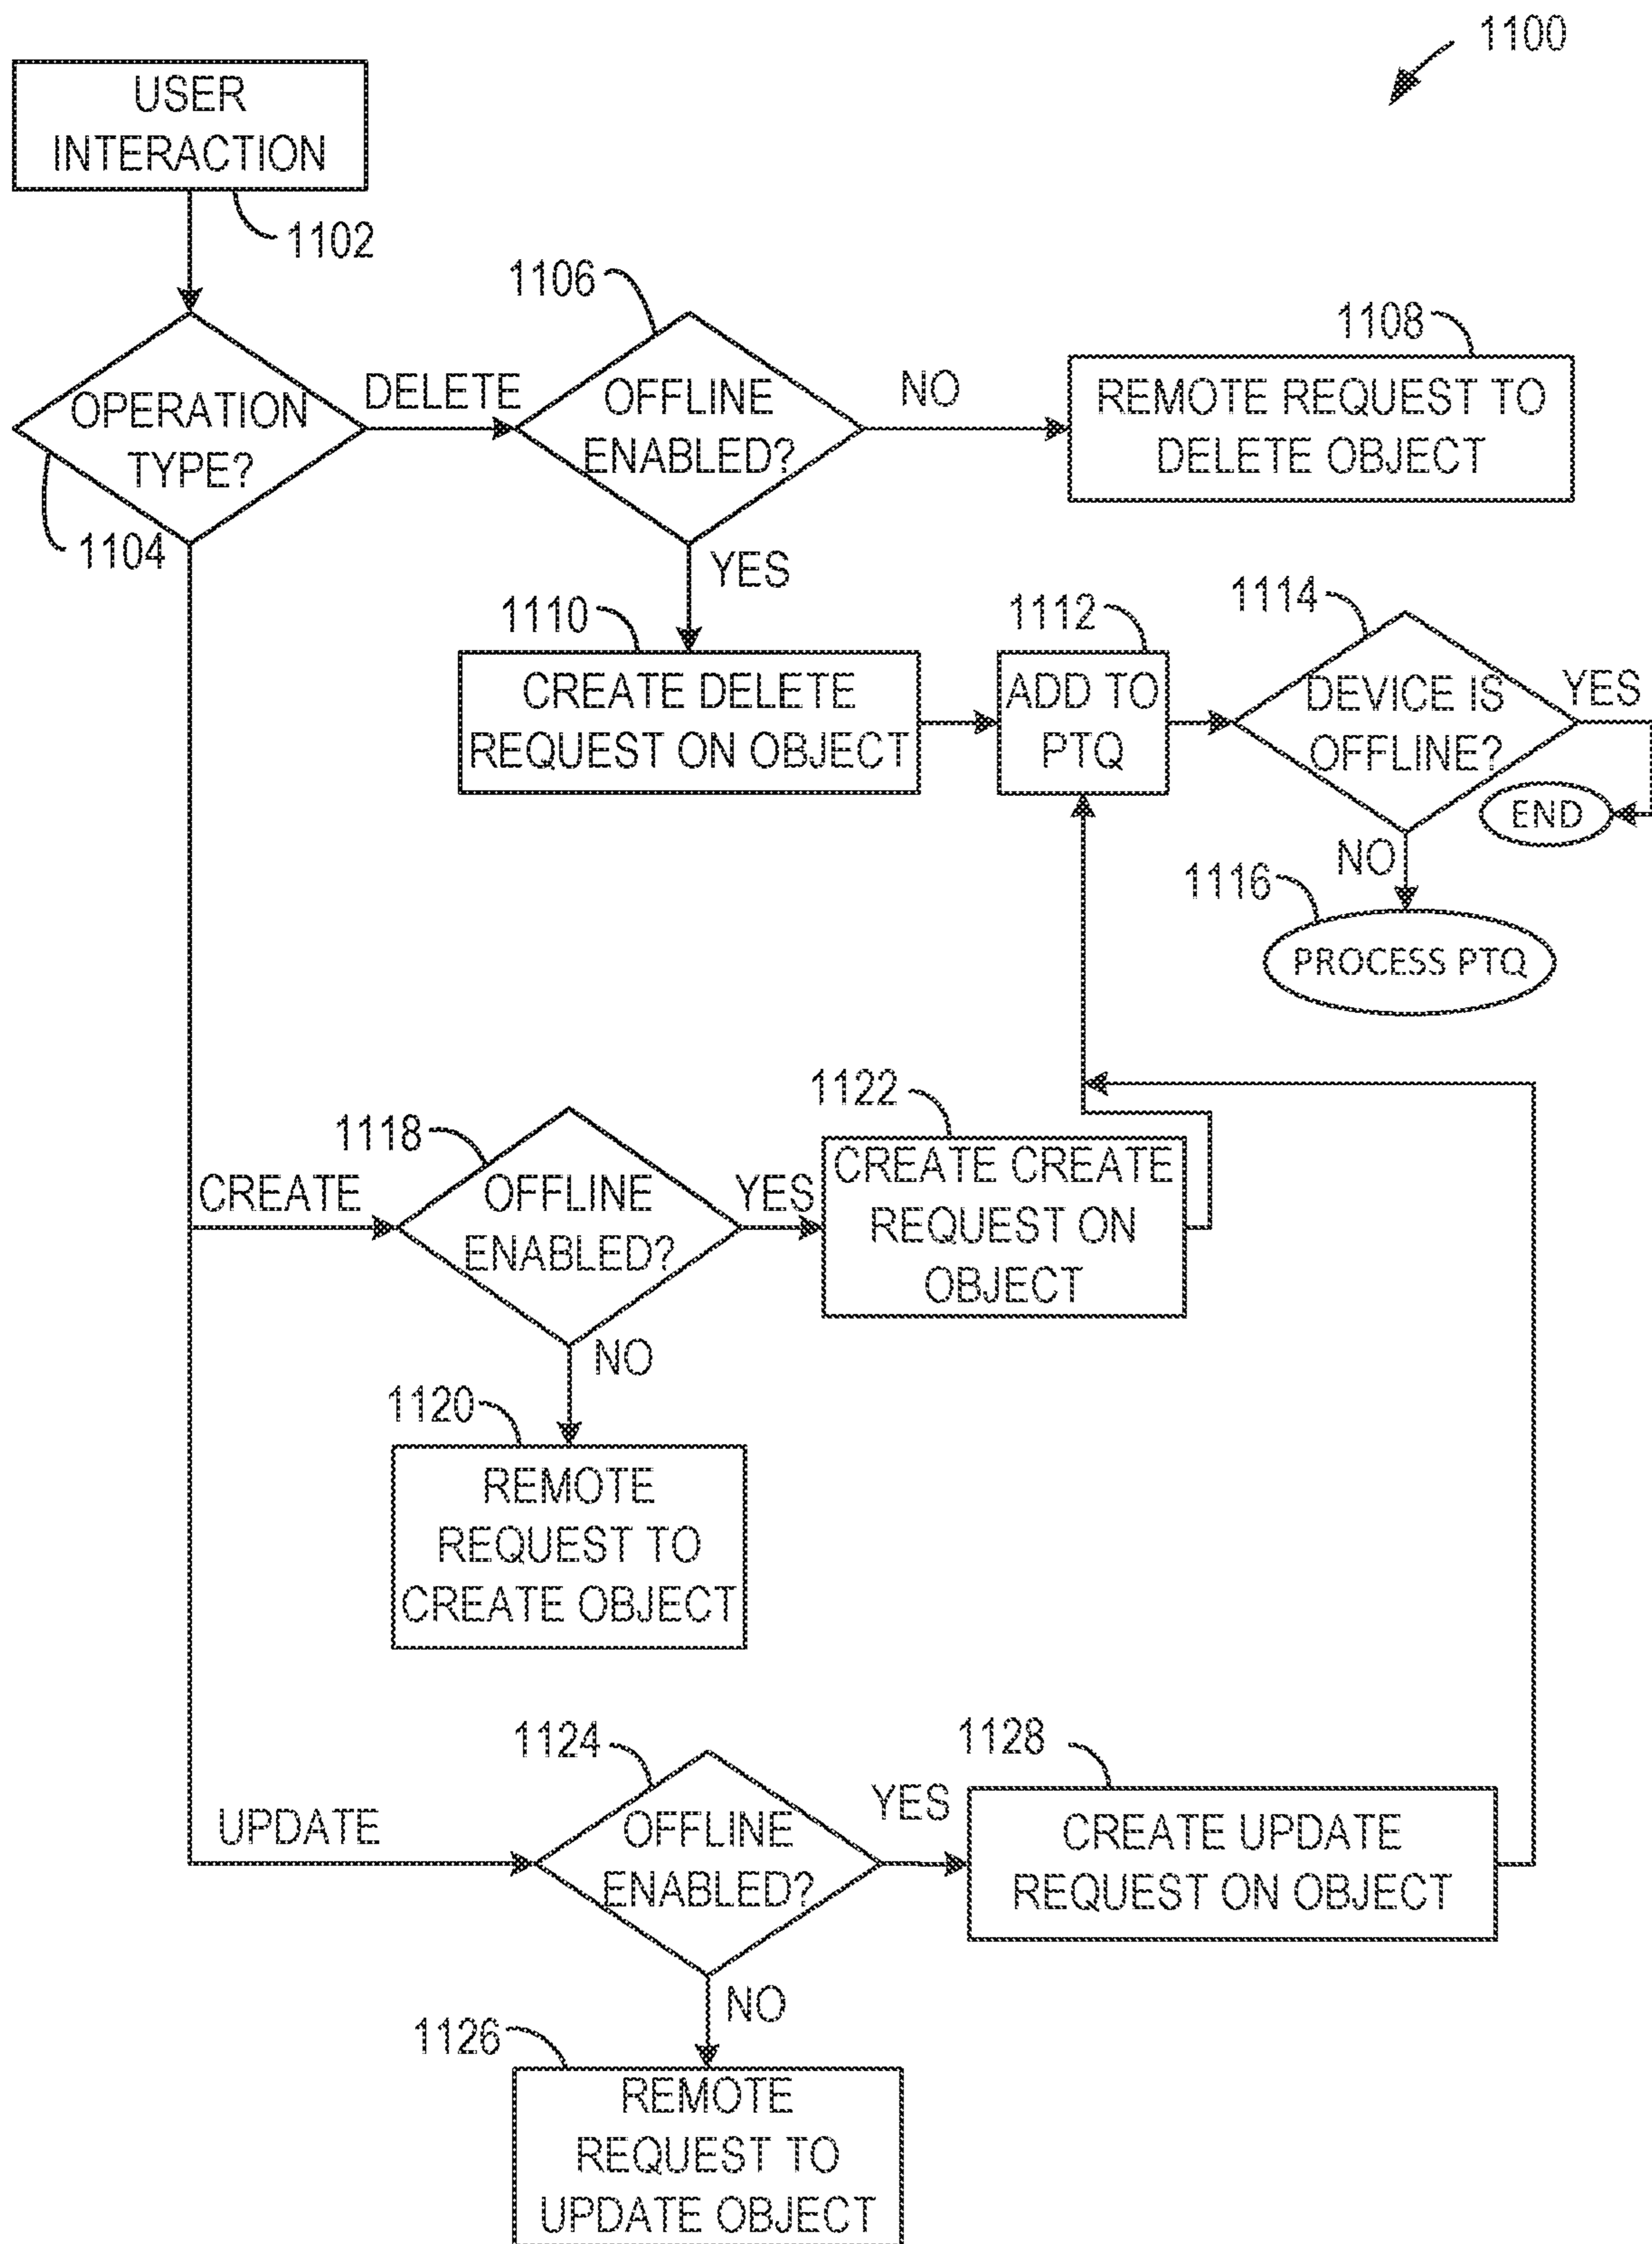 1100
USER
INTERACTION
1102
1106
1108
OPERATION
TYPE?
DELETE
OFFLINE
ENABLED?
NO
REMOTE REQUEST TO
DELETE OBJECT
1104
YES
1110
1112
1114
CREATE DELETE
REQUEST ON OBJECT
ADD TO
PTQ
DEVICE IS
OFFLINE?
YES
END
NO
1116
PROCESS PTQ
1118
1122
CREATE
OFFLINE
ENABLED?
YES
CREATE CREATE
REQUEST ON
OBJECT
NO
1120
REMOTE
REQUEST TO
CREATE OBJECT
1124
1128
UPDATE
OFFLINE
ENABLED?
YES
CREATE UPDATE
REQUEST ON OBJECT
NO
1126
REMOTE
REQUEST TO
UPDATE OBJECT